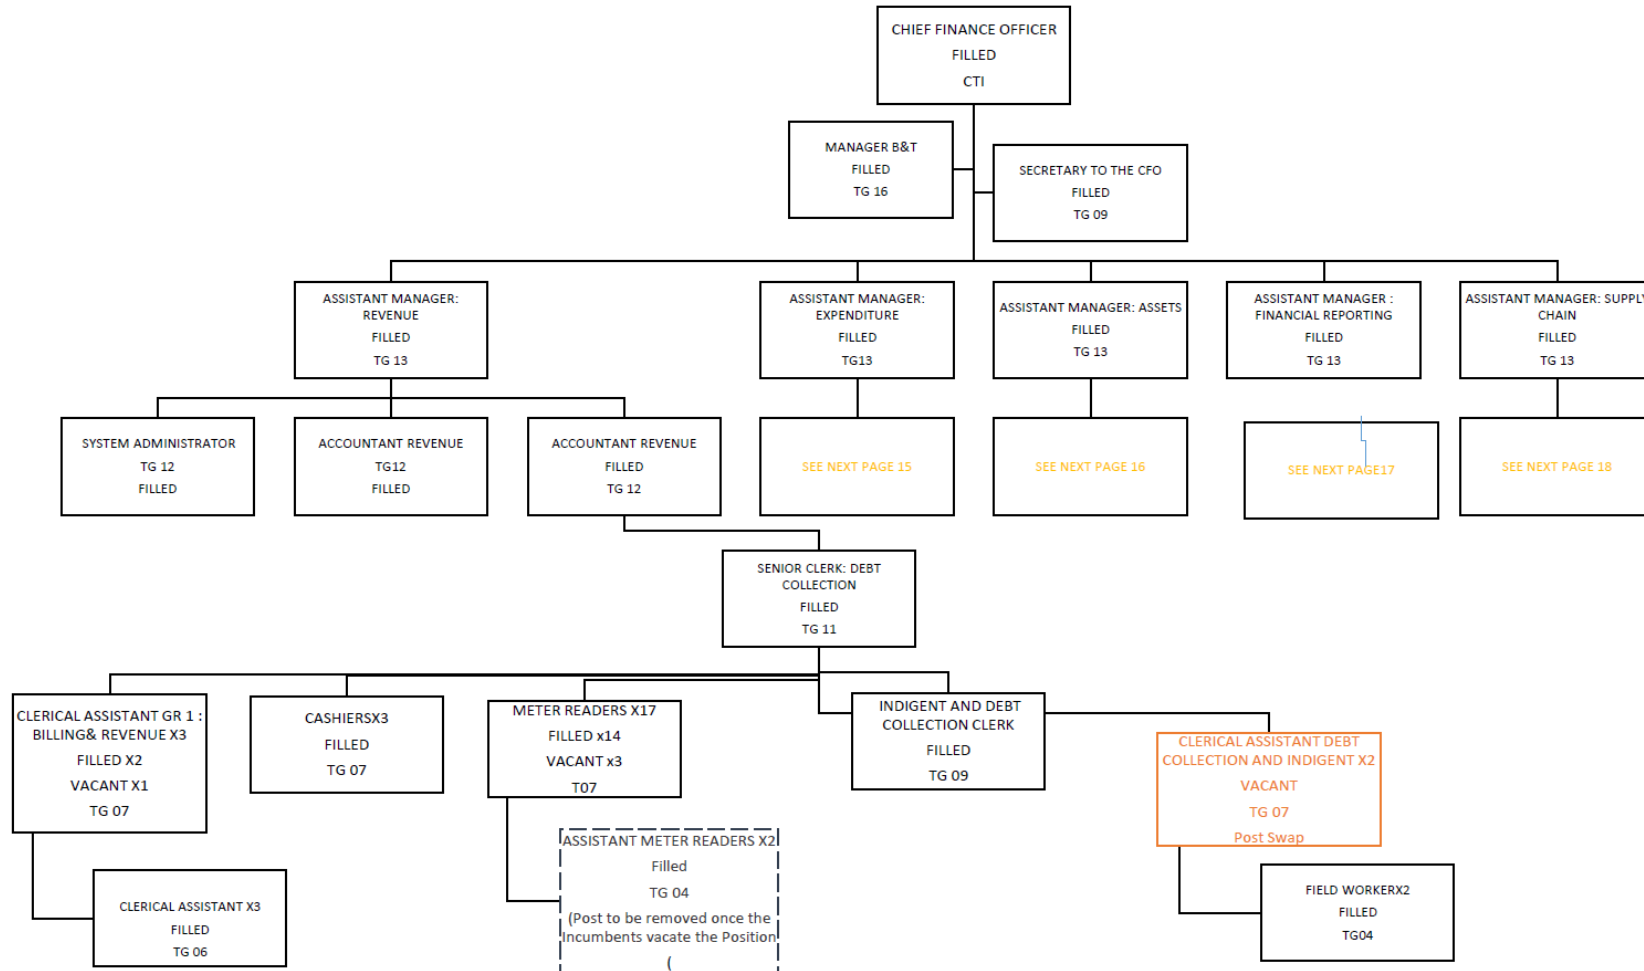 CHIEF FINANCE OFFICER
FILLED
CTI
MANAGER B&T
FILLED
TG 16
SECRETARY TO THE CFO
FILLED
TG 09
ASSISTANT MANAGER:
REVENUE
FILLED
TG 13
ASSISTANT MANAGER:
EXPENDITURE
FILLED
TG13
ASSISTANT MANAGER: ASSETS
FILLED
TG 13
ASSISTANT MANAGER :
FINANCIAL REPORTING
FILLED
TG 13
ASSISTANT MANAGER: SUPPLY
CHAIN
FILLED
TG 13
SYSTEM ADMINISTRATOR
TG 12
FILLED
ACCOUNTANT REVENUE
TG12
FILLED
ACCOUNTANT REVENUE
FILLED
TG 12
SEE NEXT PAGE 15
SEE NEXT PAGE 16
SEE NEXT PAGE17
SEE NEXT PAGE 18
SENIOR CLERK: DEBT
COLLECTION
FILLED
TG 11
CLERICAL ASSISTANT GR 1 :
BILLING& REVENUE X3
FILLED X2
VACANT X1
TG 07
CASHIERSX3
FILLED
TG 07
METER READERS X17
FILLED x14
VACANT x3
T07
INDIGENT AND DEBT
COLLECTION CLERK
FILLED
TG 09
CLERICAL ASSISTANT DEBT
COLLECTION AND INDIGENT X2
VACANT
TG 07
Post Swap
CLERICAL ASSISTANT X3
FILLED
TG 06
ASSISTANT METER READERS X2
Filled
TG 04
(Post to be removed once the
Incumbents vacate the Position
(
FIELD WORKERX2
FILLED
TG04